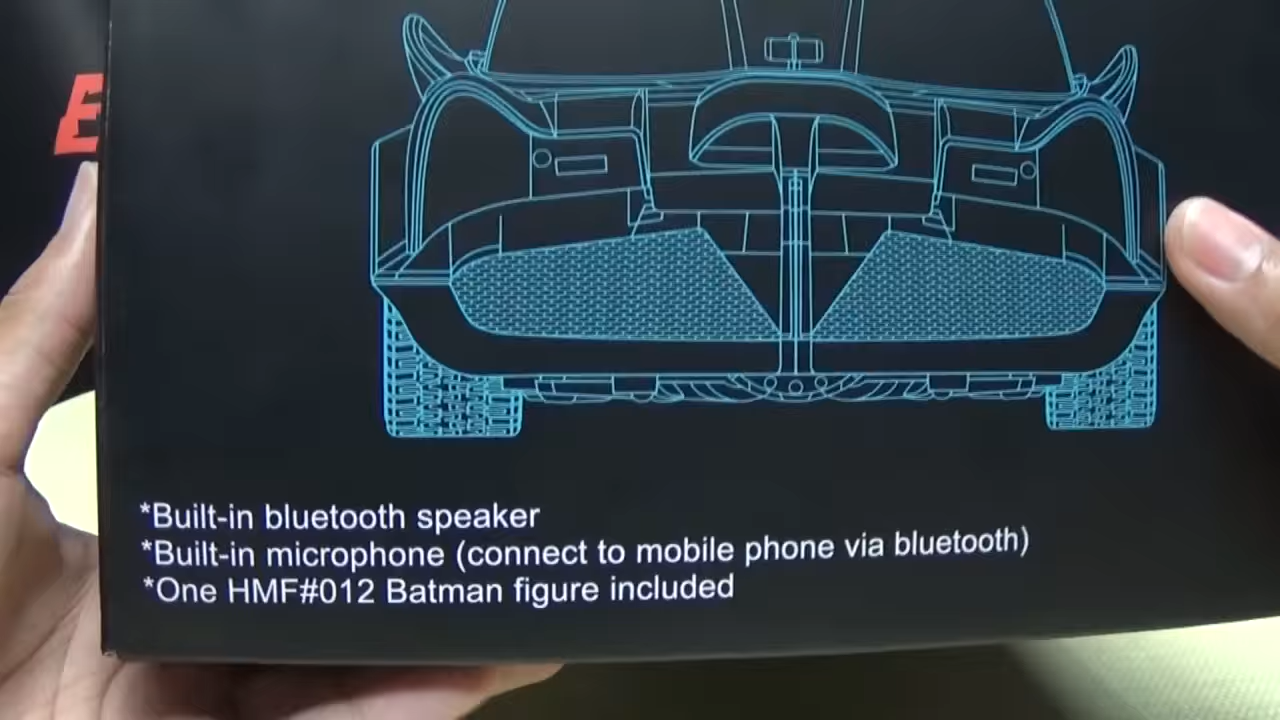 E
*Built-in bluetooth speaker
*Built-in microphone (connect to mobile phone via bluetooth)
*One HMF#012 Batman figure included